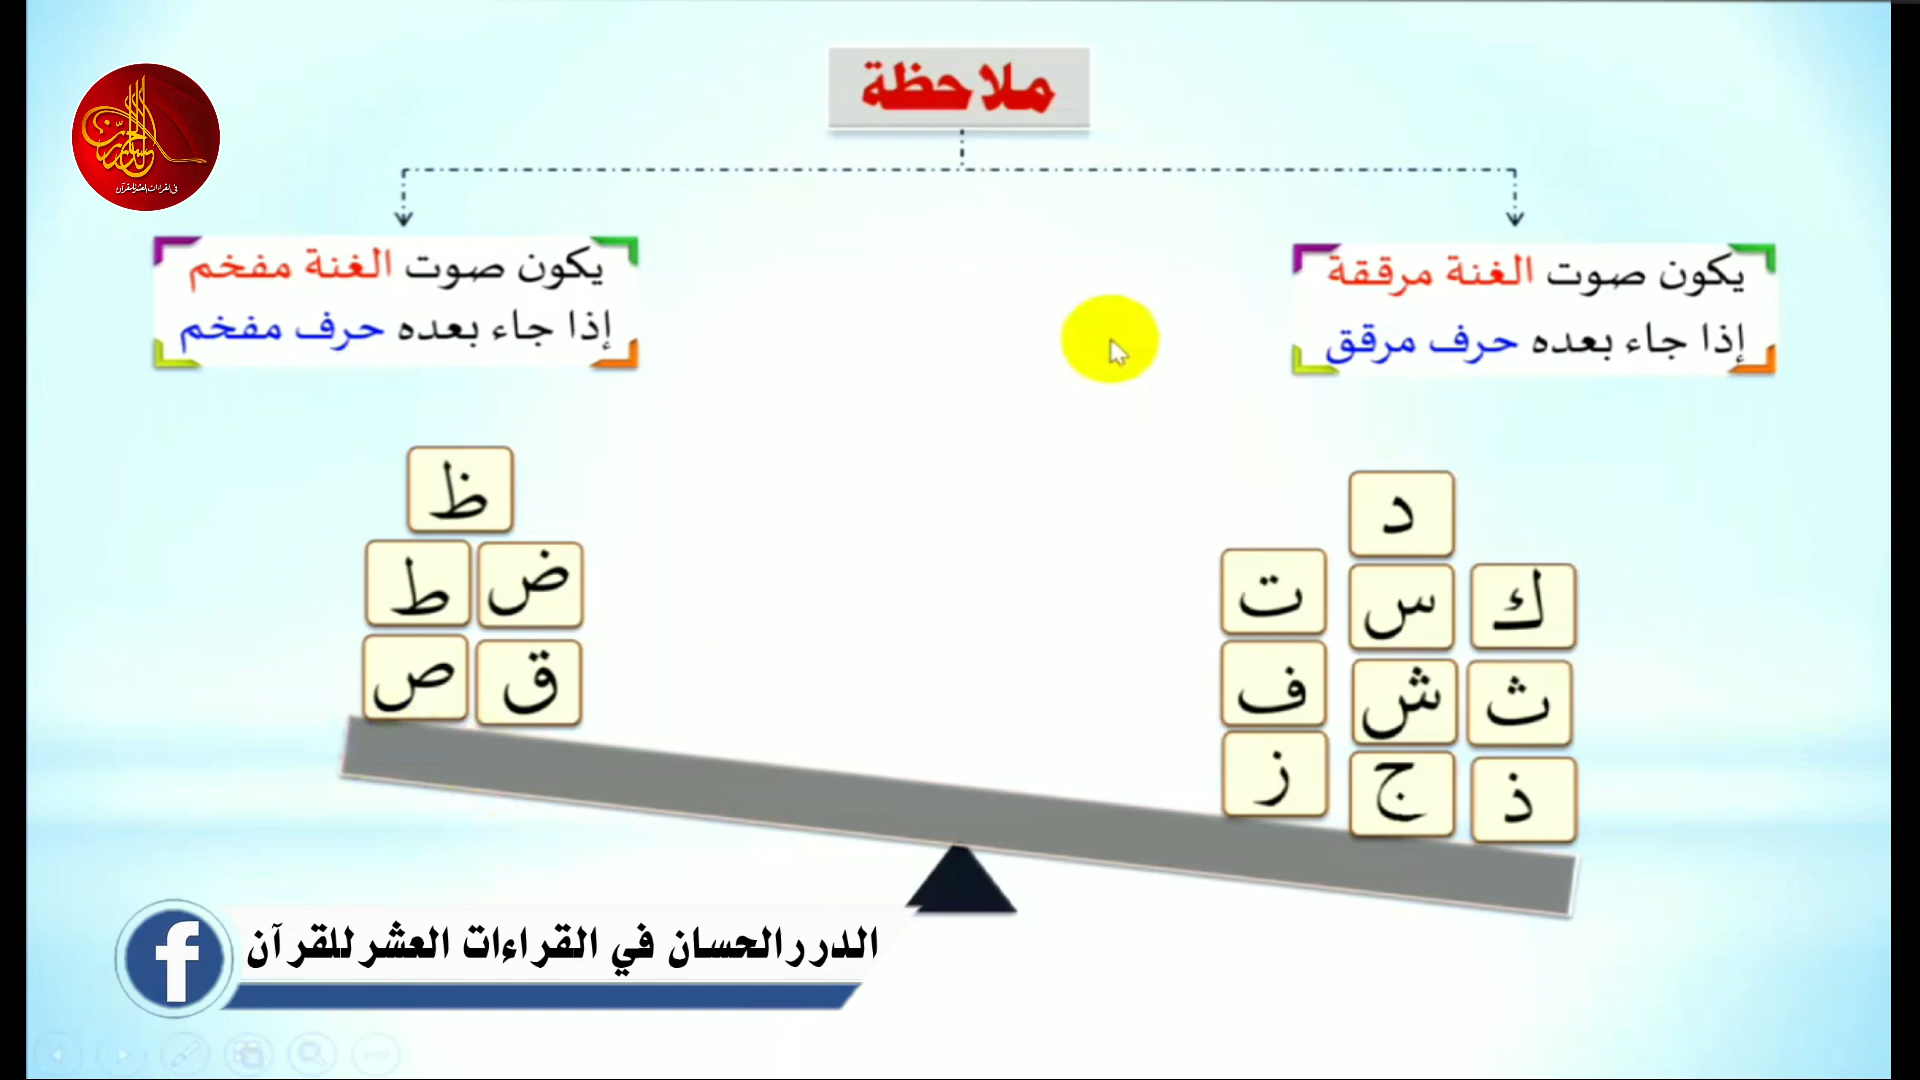 ملاحظة
يكون صوت الغنة مرققة
إذا جاء بعده حرف مرقق
يكون صوت الغنة مفخم
إذا جاء بعده حرف مفخم
د
ك س ت
ث ش ف
ذ ج ز
ظ
ض ط
ق ص
الدرر الحسان في القراءات العشر للقرآن